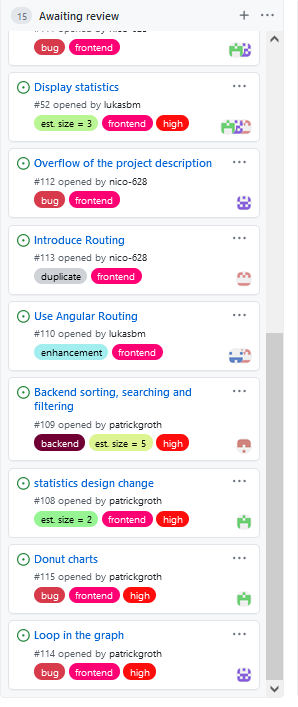 15 Awaiting review
bug frontend
Display statistics
#52 opened by lukasbm
est. size = 3 frontend high
Overflow of the project description
#112 opened by nico-628
bug frontend
Introduce Routing
#113 opened by nico-628
duplicate frontend
Use Angular Routing
#110 opened by lukasbm
enhancement frontend
Backend sorting, searching and
filtering
#109 opened by patrickgroth
backend est. size = 5 high
statistics design change
#108 opened by patrickgroth
est. size = 2 frontend high
Donut charts
#115 opened by patrickgroth
bug frontend high
Loop in the graph
#114 opened by patrickgroth
bug frontend high